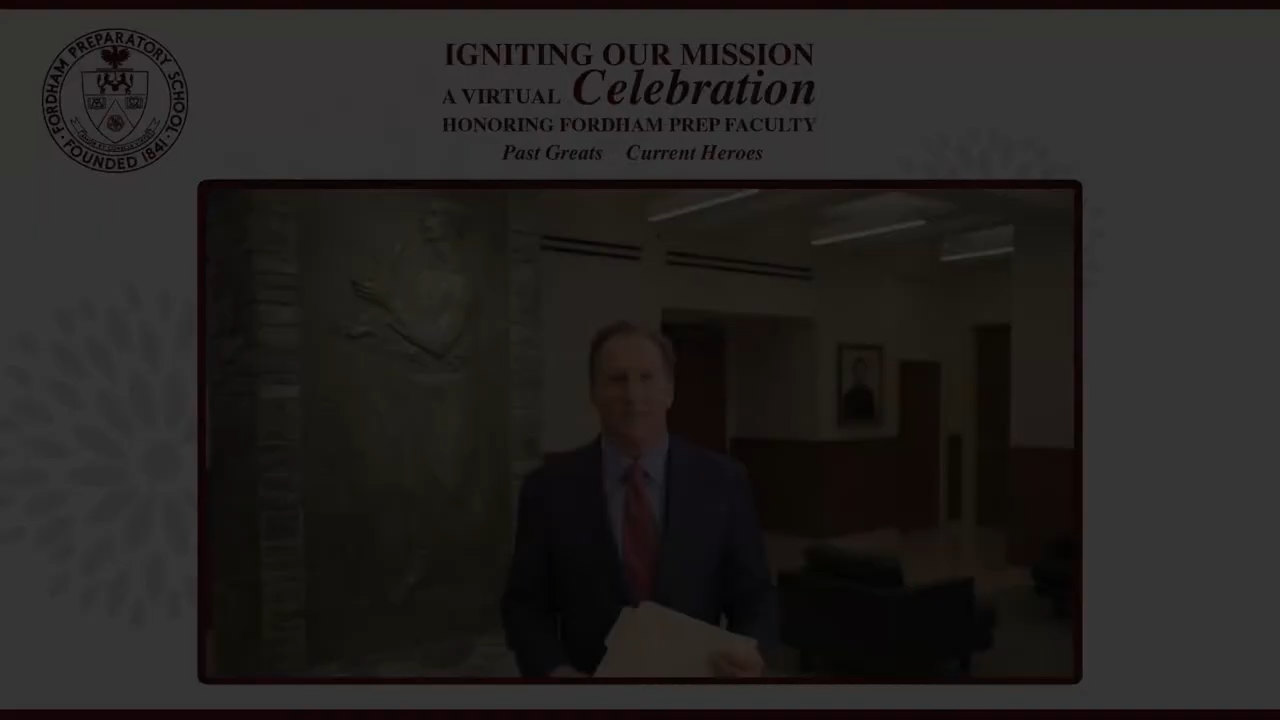 FORDHAM PREPARATORY SCHOOL
FOUNDED 1841
IGNITING OUR MISSION
A VIRTUAL Celebration
HONORING FORDHAM PREP FACULTY
Past Greats Current Heroes